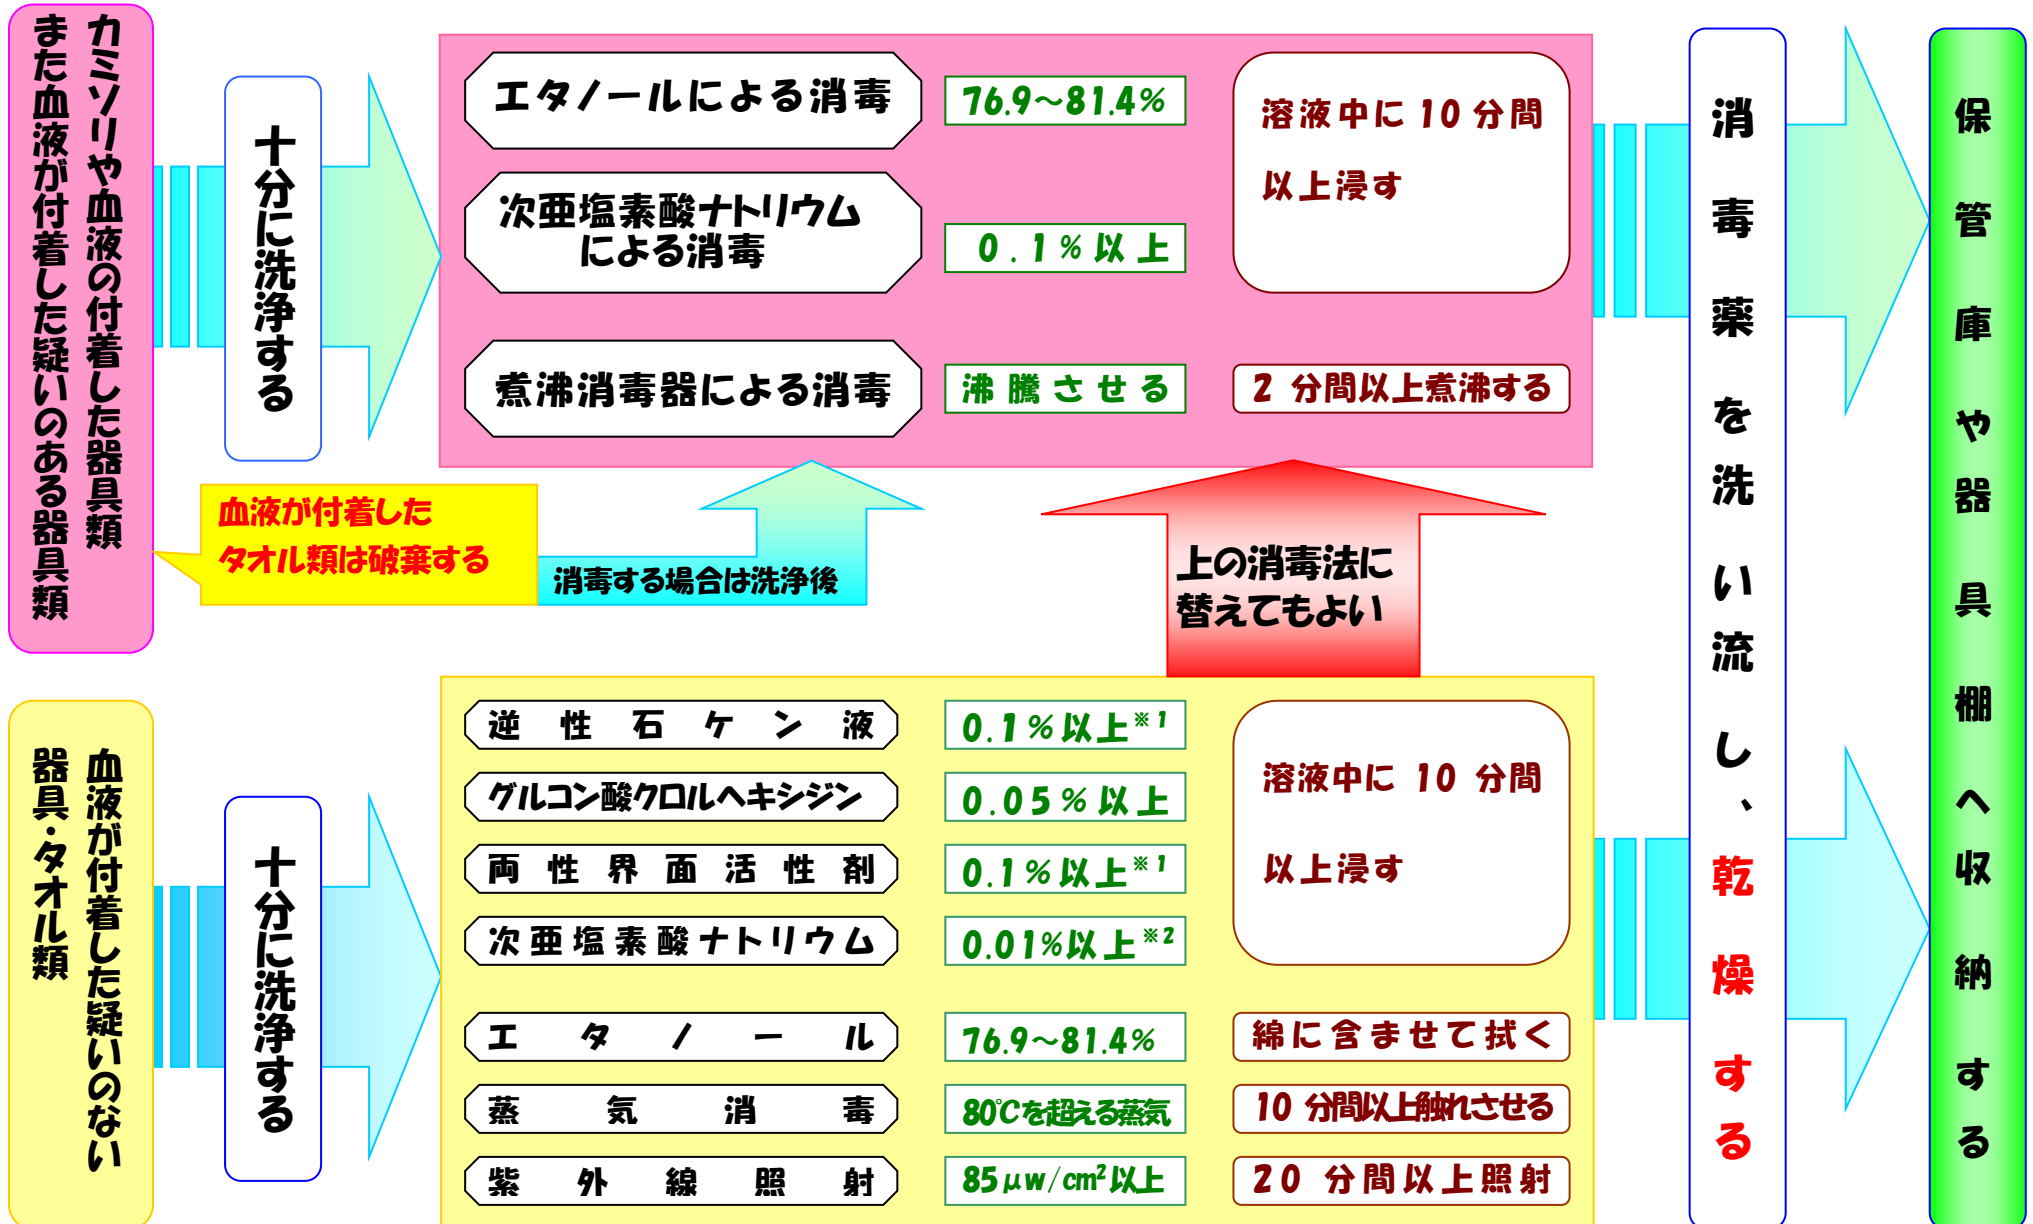 カミソリや血液の付着した器具類
また血液が付着した疑いのある器具類
十分に洗浄する
エタノールによる消毒
76.9～81.4%
溶液中に10分間
以上浸す
次亜塩素酸ナトリウム
による消毒
0.1%以上
煮沸消毒器による消毒
沸騰させる
2分間以上煮沸する
血液が付着した
タオル類は破棄する
消毒する場合は洗浄後
上の消毒法に
替えてもよい
血液が付着した疑いのない
器具・タオル類
十分に洗浄する
逆性石ケン液
0.1%以上※1
溶液中に10分間
以上浸す
グルコン酸クロルヘキシジン
0.05%以上
両性界面活性剤
0.1%以上※1
次亜塩素酸ナトリウム
0.01%以上※2
エタノール
76.9～81.4%
綿に含ませて拭く
蒸気消毒
80℃を超える蒸気
10分間以上触れさせる
紫外線照射
85μw/cm²以上
20分間以上照射
消毒薬を洗い流し、乾燥する
保管庫や器具棚へ収納する